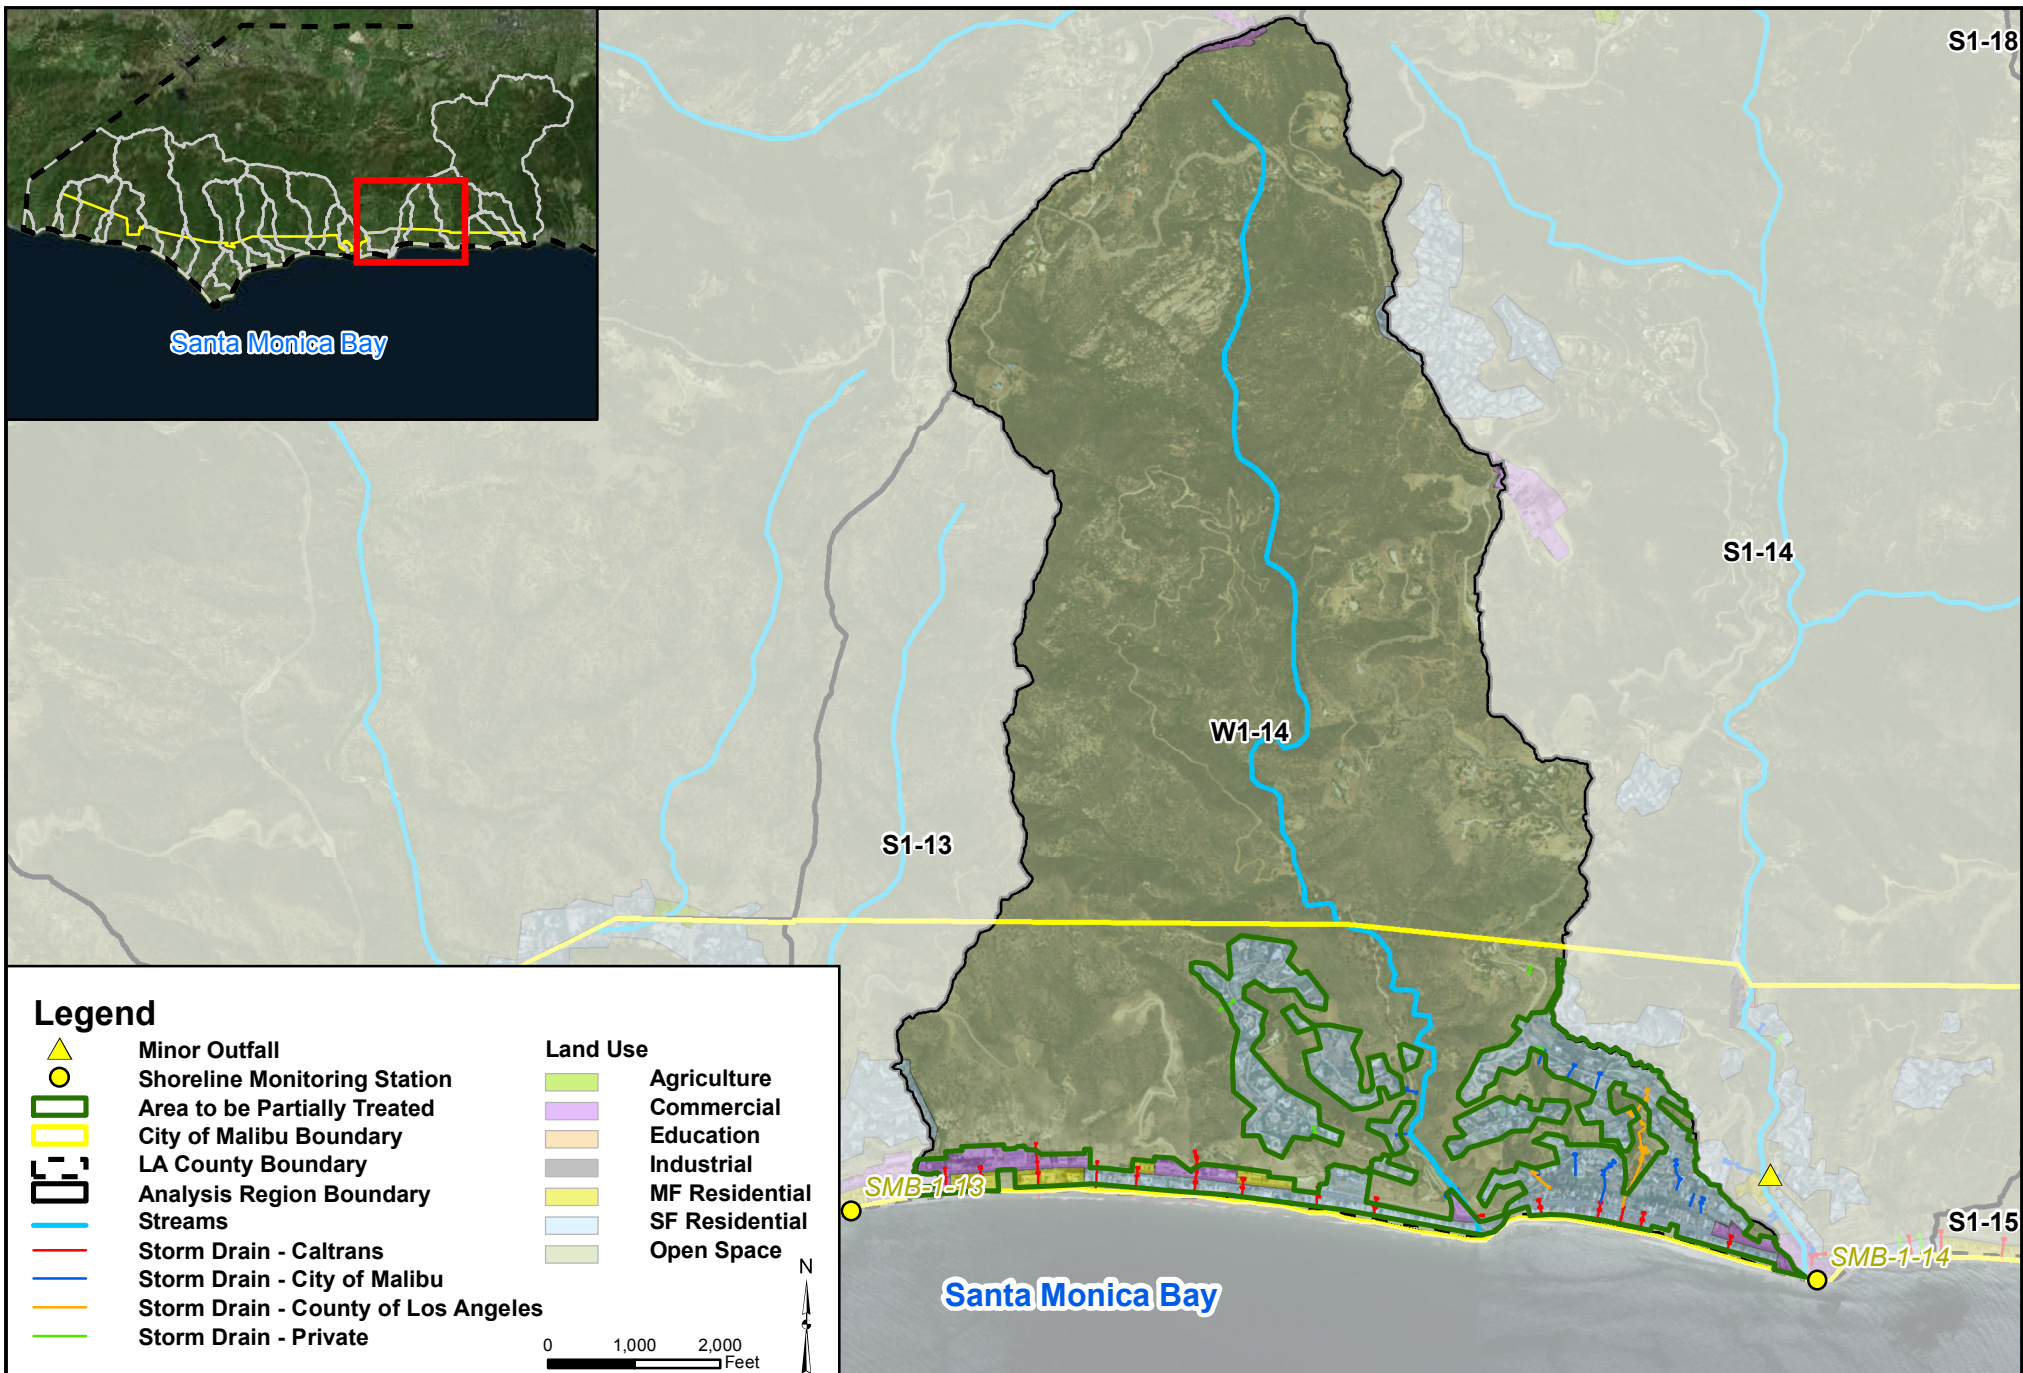 Santa Monica Bay
S1-18
S1-14
W1-14
S1-13
SMB-1-13
S1-15
SMB-1-14
Santa Monica Bay
Legend
Minor Outfall
Shoreline Monitoring Station
Area to be Partially Treated
City of Malibu Boundary
LA County Boundary
Analysis Region Boundary
Streams
Storm Drain - Caltrans
Storm Drain - City of Malibu
Storm Drain - County of Los Angeles
Storm Drain - Private
Land Use
Agriculture
Commercial
Education
Industrial
MF Residential
SF Residential
Open Space
N
0 1,000 2,000
Feet